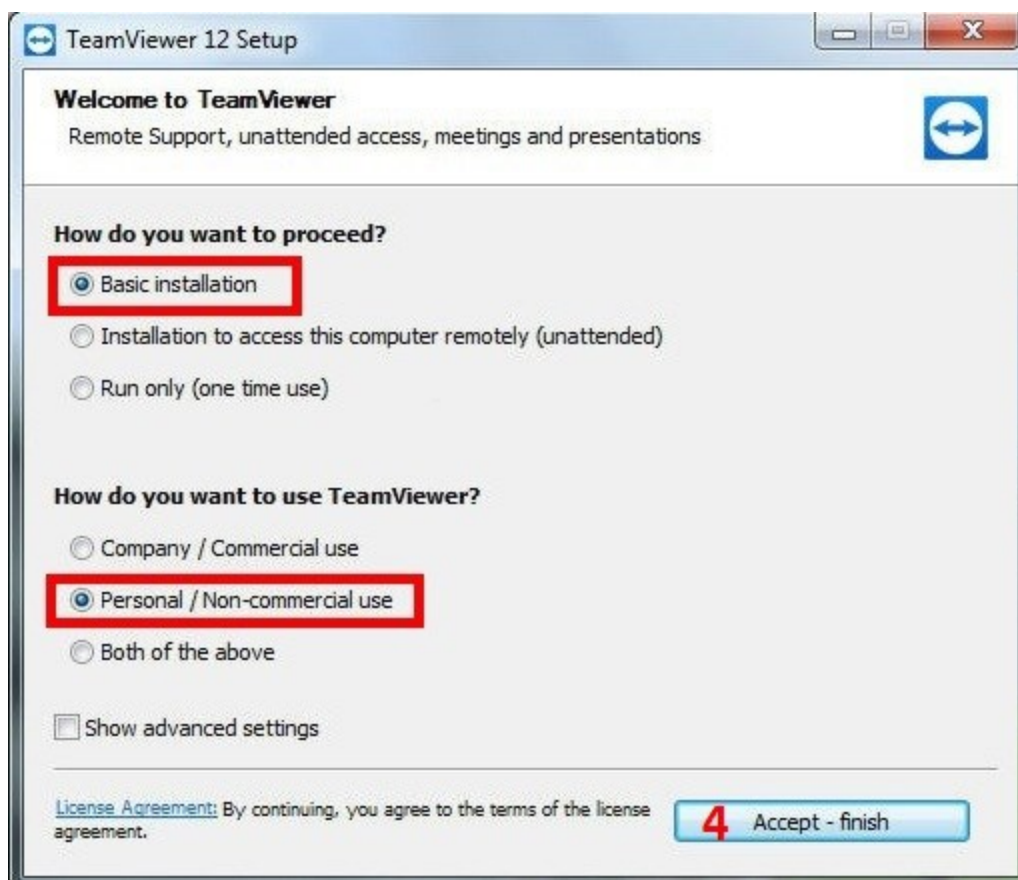 TeamViewer 12 Setup
Welcome to TeamViewer
Remote Support, unattended access, meetings and presentations
How do you want to proceed?
Basic installation
Installation to access this computer remotely (unattended)
Run only (one time use)
How do you want to use TeamViewer?
Company / Commercial use
Personal / Non-commercial use
Both of the above
Show advanced settings
License Agreement: By continuing, you agree to the terms of the license
agreement.
4 Accept - finish